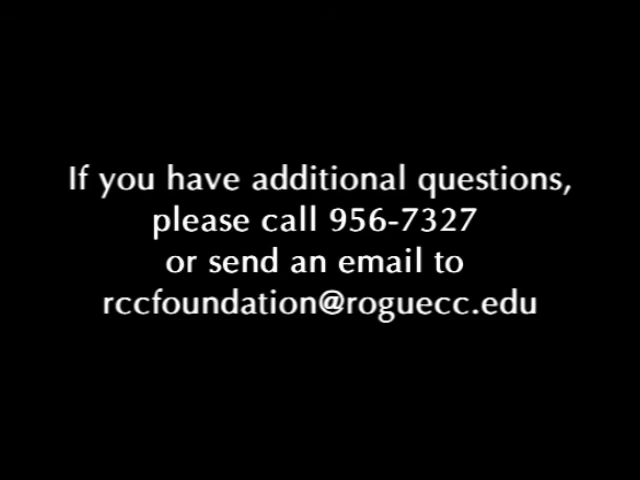 If you have additional questions,
please call 956-7327
or send an email to
rccfoundation@roguecc.edu